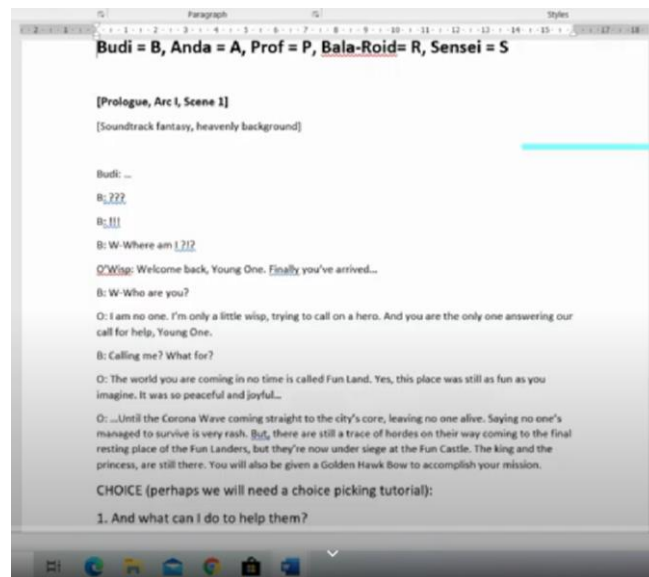 Paragraph
Styles
Budi = B, Anda = A, Prof = P, Bala-Roid= R, Sensei = S
[Prologue, Arc I, Scene 1]
[Soundtrack fantasy, heavenly background]
Budi: ...
B: ???
B: !!!
B: W-Where am I ?!?
O'Wisp: Welcome back, Young One. Finally you've arrived...
B: W-Who are you?
O: I am no one. I'm only a little wisp, trying to call on a hero. And you are the only one answering our
call for help, Young One.
B: Calling me? What for?
O: The world you are coming in no time is called Fun Land. Yes, this place was still as fun as you
imagine. It was so peaceful and joyful...
O: ...Until the Corona Wave coming straight to the city's core, leaving no one alive. Saying no one's
managed to survive is very rash. But, there are still a trace of hordes on their way coming to the final
resting place of the Fun Landers, but they're now under siege at the Fun Castle. The king and the
princess, are still there. You will also be given a Golden Hawk Bow to accomplish your mission.
CHOICE (perhaps we will need a choice picking tutorial):
1. And what can I do to help them?